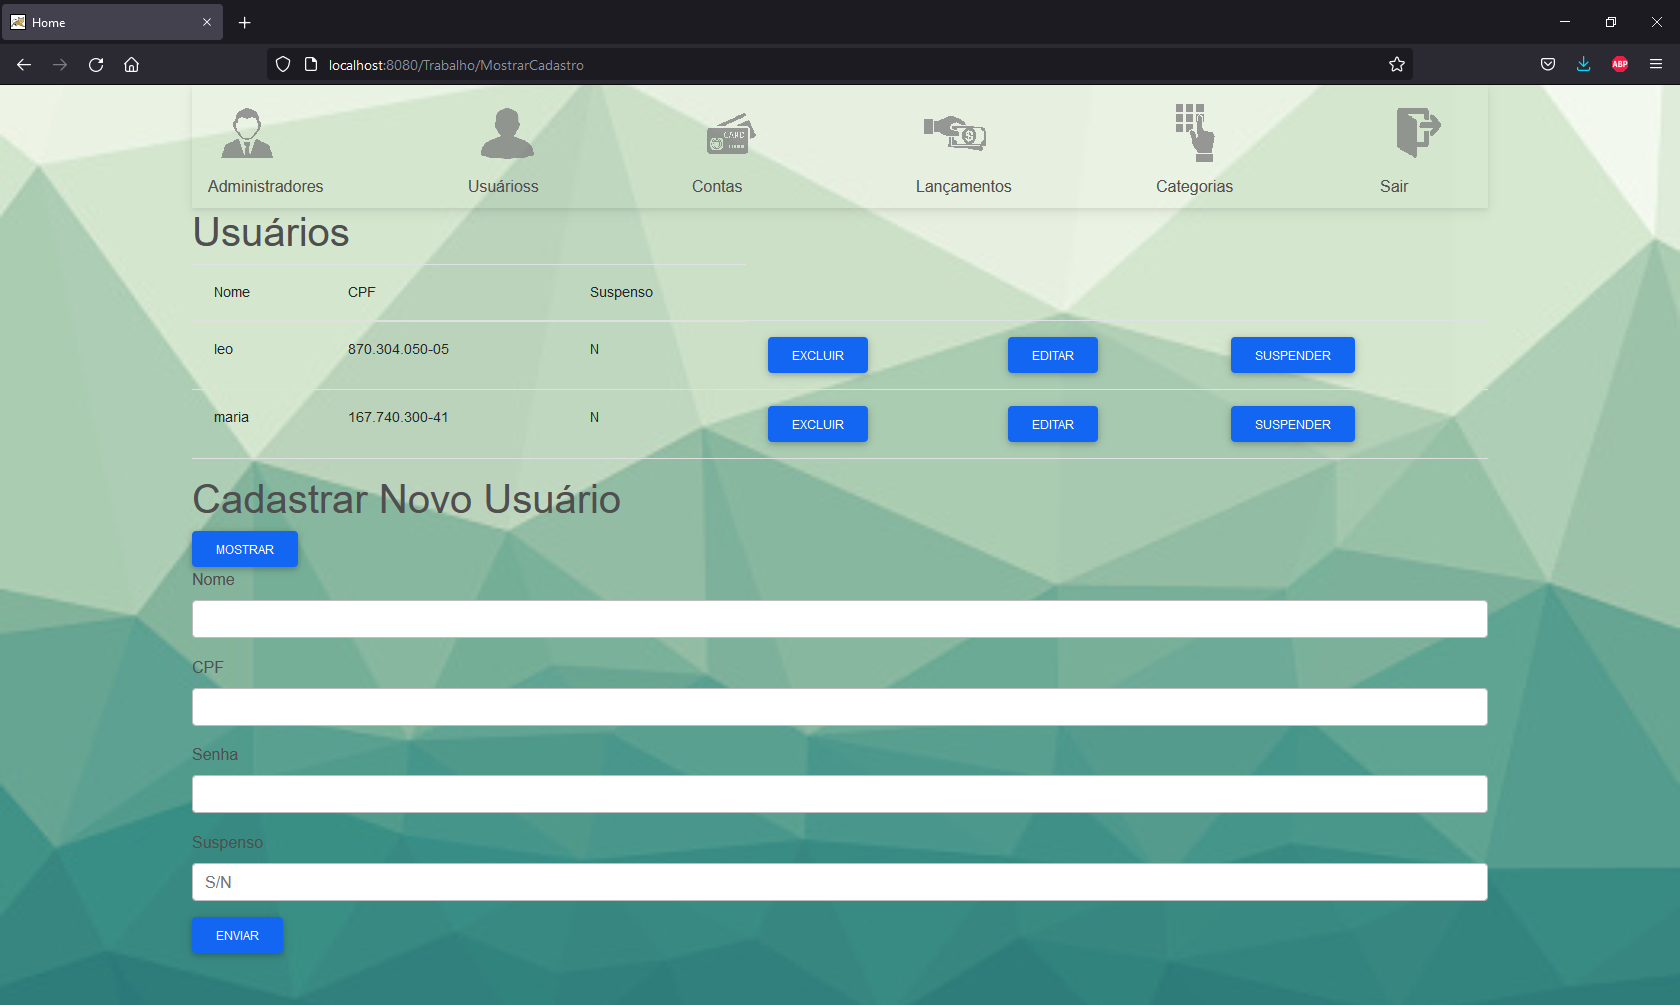 Home
localhost:8080/Trabalho/MostrarCadastro
ABP
CARD
Administradores Usuárioss Contas Lançamentos Categorias Sair
Usuários
Nome CPF Suspenso
leo 870.304.050-05 N EXCLUIR EDITAR SUSPENDER
maria 167.740.300-41 N EXCLUIR EDITAR SUSPENDER
Cadastrar Novo Usuário
MOSTRAR
Nome
CPF
Senha
Suspenso
S/N
ENVIAR